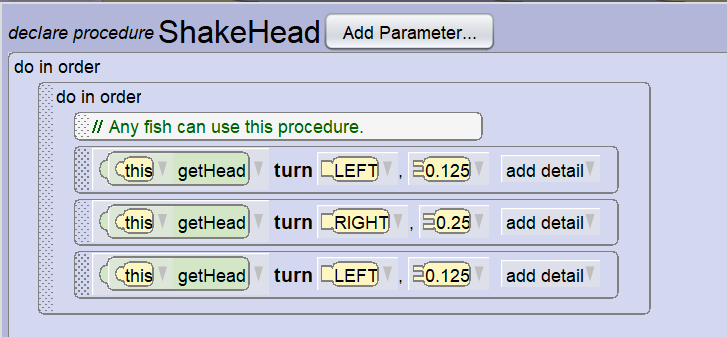 declare procedure ShakeHead Add Parameter...
do in order
do in order
// Any fish can use this procedure.
this getHead turn LEFT , 0.125 add detail
this getHead turn RIGHT , 0.25 add detail
this getHead turn LEFT , 0.125 add detail